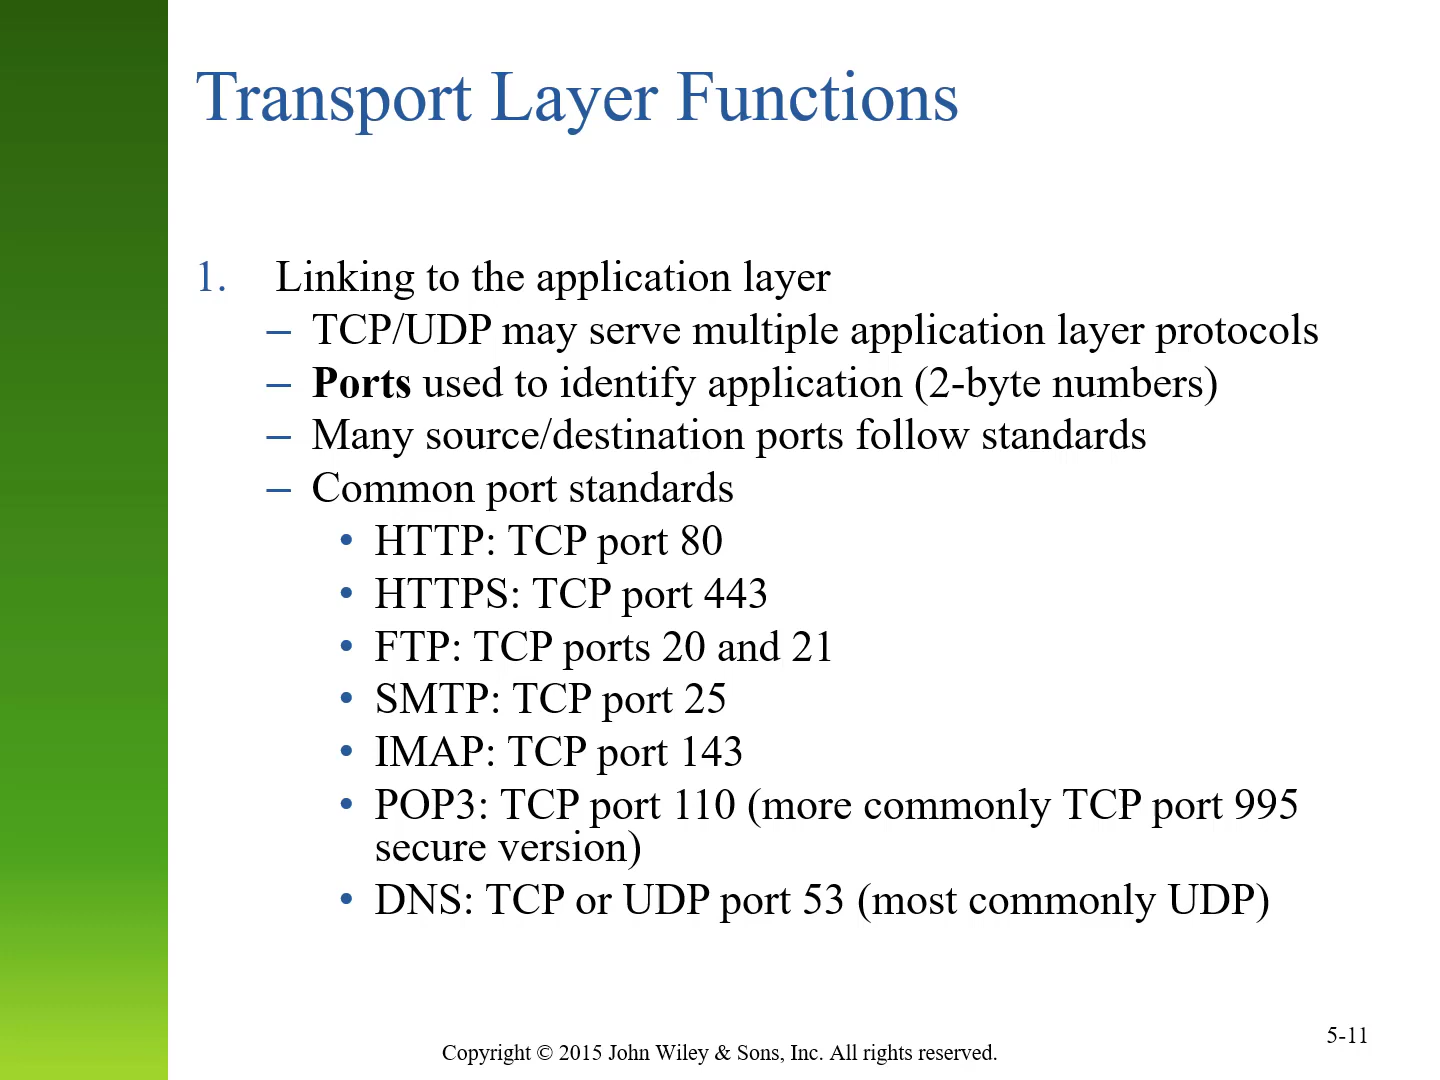 Transport Layer Functions
1. Linking to the application layer
– TCP/UDP may serve multiple application layer protocols
– Ports used to identify application (2-byte numbers)
– Many source/destination ports follow standards
– Common port standards
• HTTP: TCP port 80
• HTTPS: TCP port 443
• FTP: TCP ports 20 and 21
• SMTP: TCP port 25
• IMAP: TCP port 143
• POP3: TCP port 110 (more commonly TCP port 995
secure version)
• DNS: TCP or UDP port 53 (most commonly UDP)
5-11
Copyright © 2015 John Wiley & Sons, Inc. All rights reserved.